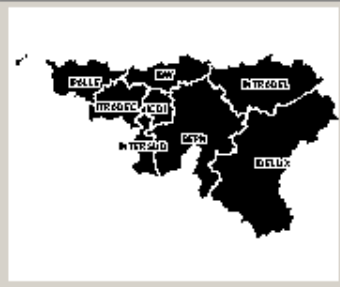 IPALLE
IBW
INTRADEL
ITRADEC
ICDI
INTERSUD
BEPN
IDELUX